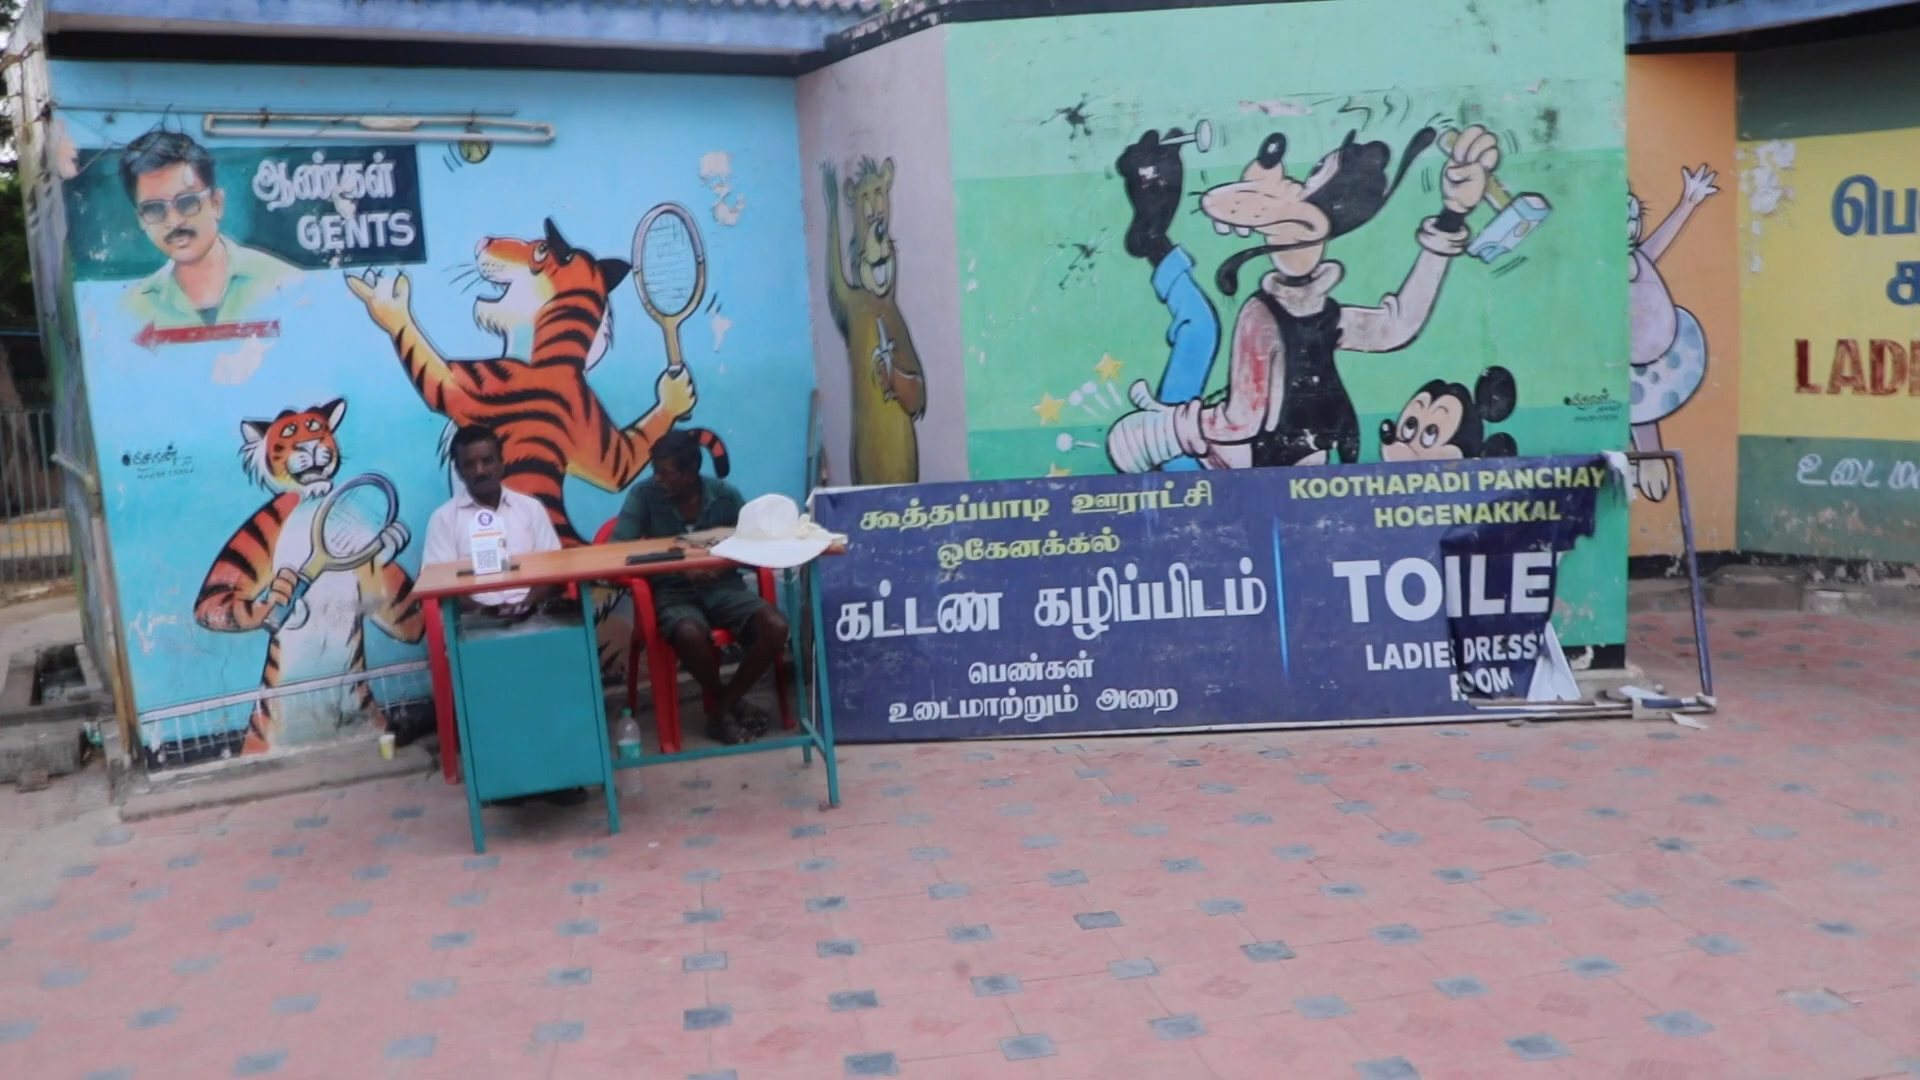 ஆண்கள்
GENTS
கூத்தப்பாடி ஊராட்சி
ஒகேனக்கல்
கட்டண கழிப்பிடம்
பெண்கள்
உடைமாற்றும் அறை
KOOTHAPADI PANCHAY
HOGENAKKAL
TOILE
LADIES DRESS
ROOM
பெ
க
LADI
உடைம